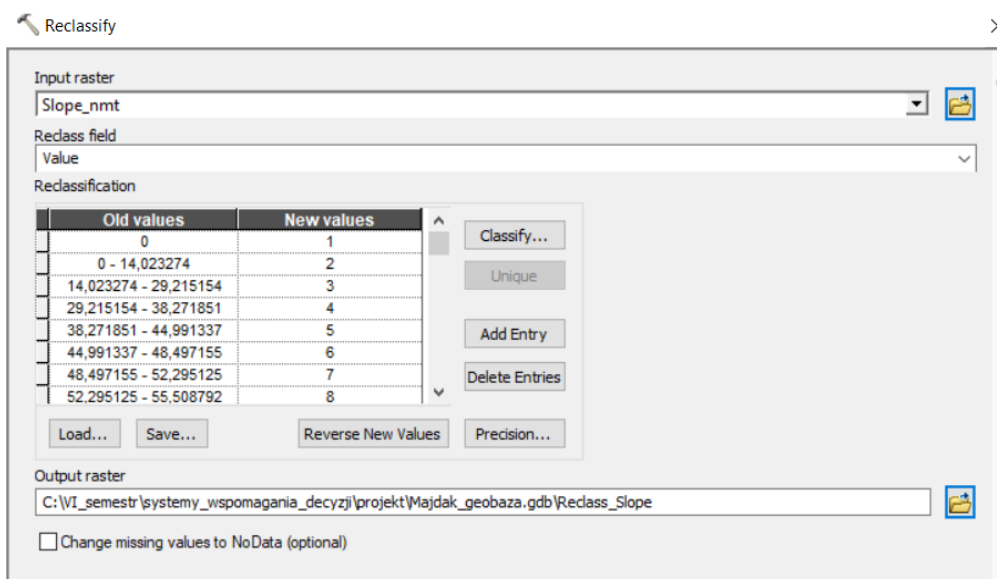 Reclassify
Input raster
Slope_nmt
Reclass field
Value
Reclassification
Old values New values
0 1
0 - 14,023274 2
14,023274 - 29,215154 3
29,215154 - 38,271851 4
38,271851 - 44,991337 5
44,991337 - 48,497155 6
48,497155 - 52,295125 7
52,295125 - 55,508792 8
Classify...
Unique
Add Entry
Delete Entries
Load... Save... Reverse New Values Precision...
Output raster
C:\VI_semestr\systemy_wspomagania_decyzji\projekt\Majdak_geobaza.gdb\Reclass_Slope
Change missing values to NoData (optional)